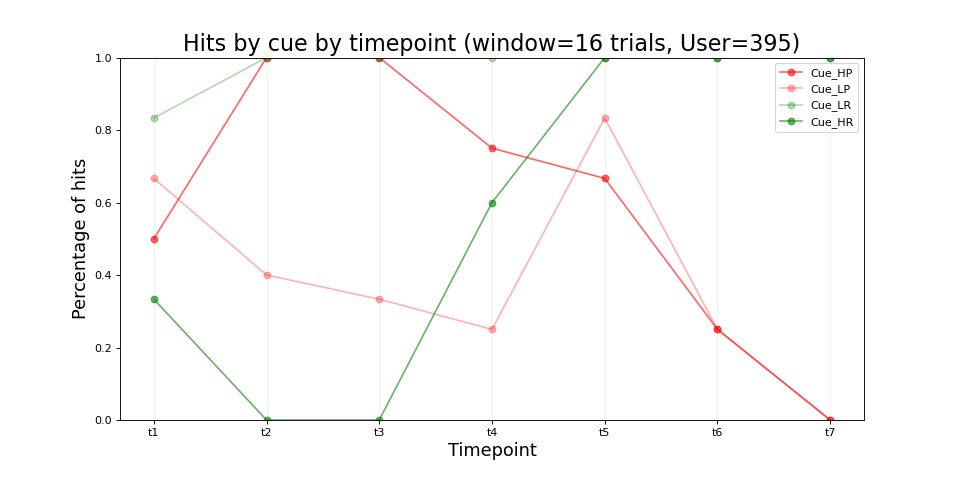 Hits by cue by timepoint (window=16 trials, User=395)
Percentage of hits
1.0
0.8
0.6
0.4
0.2
0.0
Cue_HP
Cue_LP
Cue_LR
Cue_HR
t1 t2 t3 t4 t5 t6 t7
Timepoint